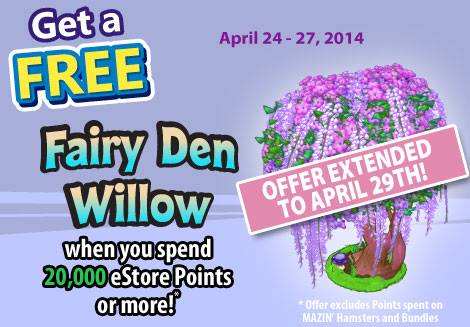 Get a
FREE
April 24 - 27, 2014
Fairy Den
Willow
when you spend
20,000 eStore Points
or more!*
OFFER EXTENDED
TO APRIL 29TH!
* Offer excludes Points spent on
MAZIN' Hamsters and Bundles